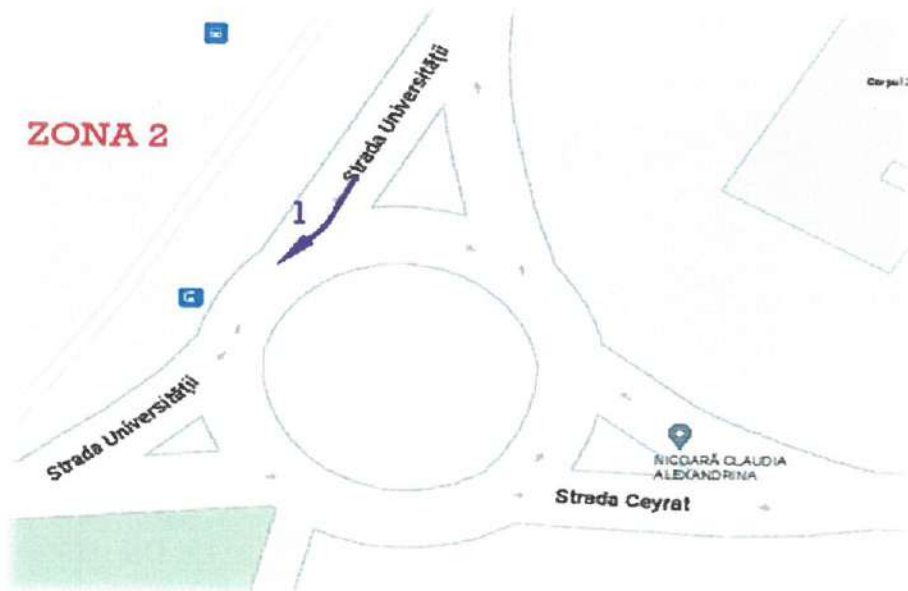 Strada Universității
ZONA 2
1
Strada Universității
NICOARĂ CLAUDIA
ALEXANDRINA
Strada Ceyrat